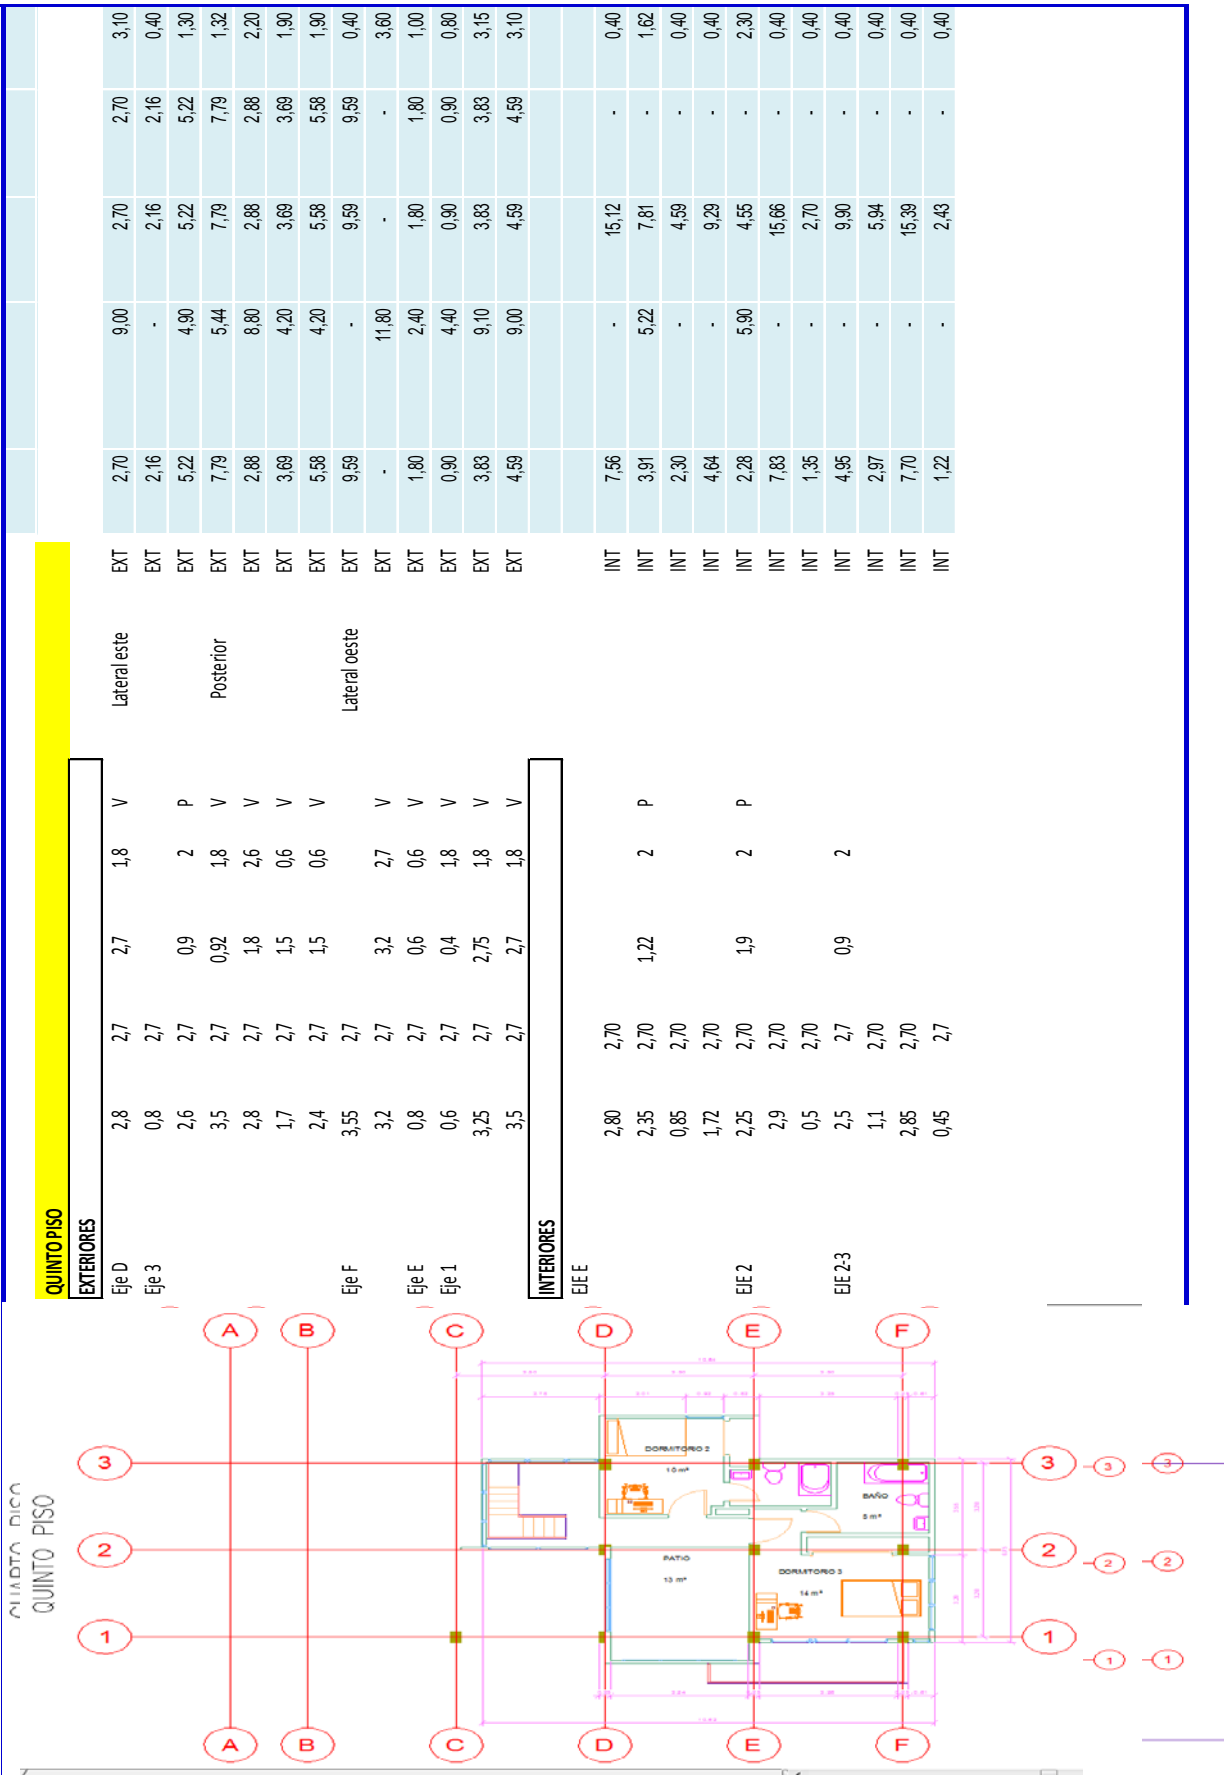 QUINTO PISO
EXTERIORES
Eje D 2,8 2,7 2,7 1,8 V Lateral este EXT 2,70 9,00 2,70 2,70 3,10
Eje 3 0,8 2,7 EXT 2,16 - 2,16 2,16 0,40
2,6 2,7 0,9 2 P EXT 5,22 4,90 5,22 5,22 1,30
3,5 2,7 0,92 1,8 V Posterior EXT 7,79 5,44 7,79 7,79 1,32
2,8 2,7 1,8 2,6 V EXT 2,88 8,80 2,88 2,88 2,20
1,7 2,7 1,5 0,6 V EXT 3,69 4,20 3,69 3,69 1,90
2,4 2,7 1,5 0,6 V EXT 5,58 4,20 5,58 5,58 1,90
Eje F 3,55 2,7 Lateral oeste EXT 9,59 - 9,59 9,59 0,40
3,2 2,7 3,2 2,7 V EXT - 11,80 - - 3,60
Eje E 0,8 2,7 0,6 0,6 V EXT 1,80 2,40 1,80 1,80 1,00
Eje 1 0,6 2,7 0,4 1,8 V EXT 0,90 4,40 0,90 0,90 0,80
3,25 2,7 2,75 1,8 V EXT 3,83 9,10 3,83 3,83 3,15
3,5 2,7 2,7 1,8 V EXT 4,59 9,00 4,59 4,59 3,10
INTERIORES
EJE E
2,80 2,70 INT 7,56 - 15,12 - 0,40
2,35 2,70 1,22 2 P INT 3,91 5,22 7,81 - 1,62
0,85 2,70 INT 2,30 - 4,59 - 0,40
1,72 2,70 INT 4,64 - 9,29 - 0,40
EJE 2 2,25 2,70 1,9 2 P INT 2,28 5,90 4,55 - 2,30
2,9 2,70 INT 7,83 - 15,66 - 0,40
0,5 2,70 INT 1,35 - 2,70 - 0,40
EJE 2-3 2,5 2,7 0,9 2 INT 4,95 - 9,90 - 0,40
1,1 2,70 INT 2,97 - 5,94 - 0,40
2,85 2,70 INT 7,70 - 15,39 - 0,40
0,45 2,7 INT 1,22 - 2,43 - 0,40
CUARTO PISO
QUINTO PISO
A B C D E F
3 3 3 3
DORMITORIO 2
10 m²
BAÑO
5 m²
2 2 2 2
PATIO
13 m²
DORMITORIO 3
14 m²
1 1 1 1
A B C D E F